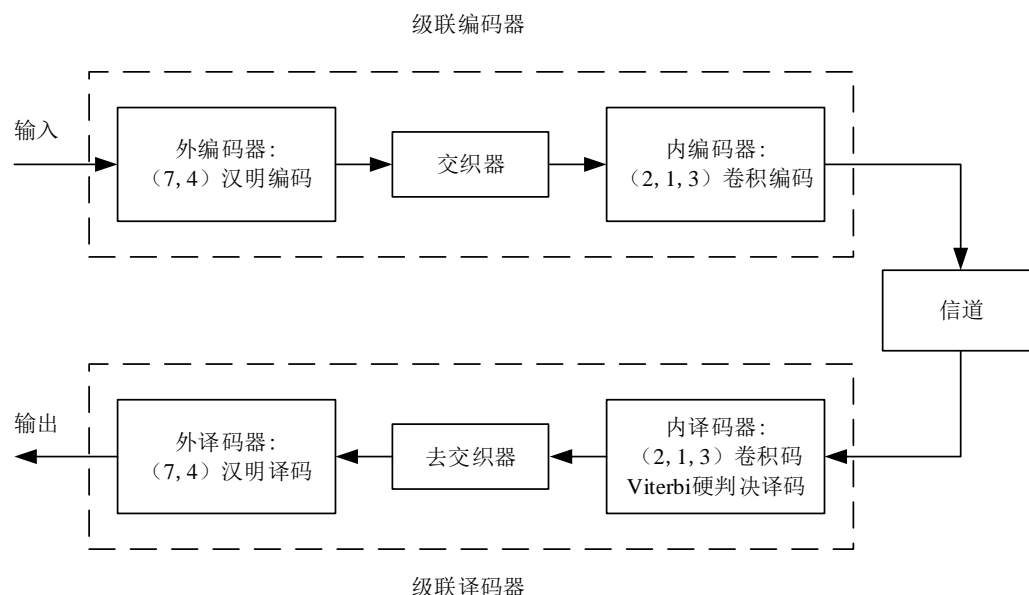 级联编码器
输入
外编码器：
（7, 4）汉明编码
交织器
内编码器：
（2, 1, 3）卷积编码
信道
输出
外译码器：
（7, 4）汉明译码
去交织器
内译码器：
（2, 1, 3）卷积码
Viterbi硬判决译码
级联译码器